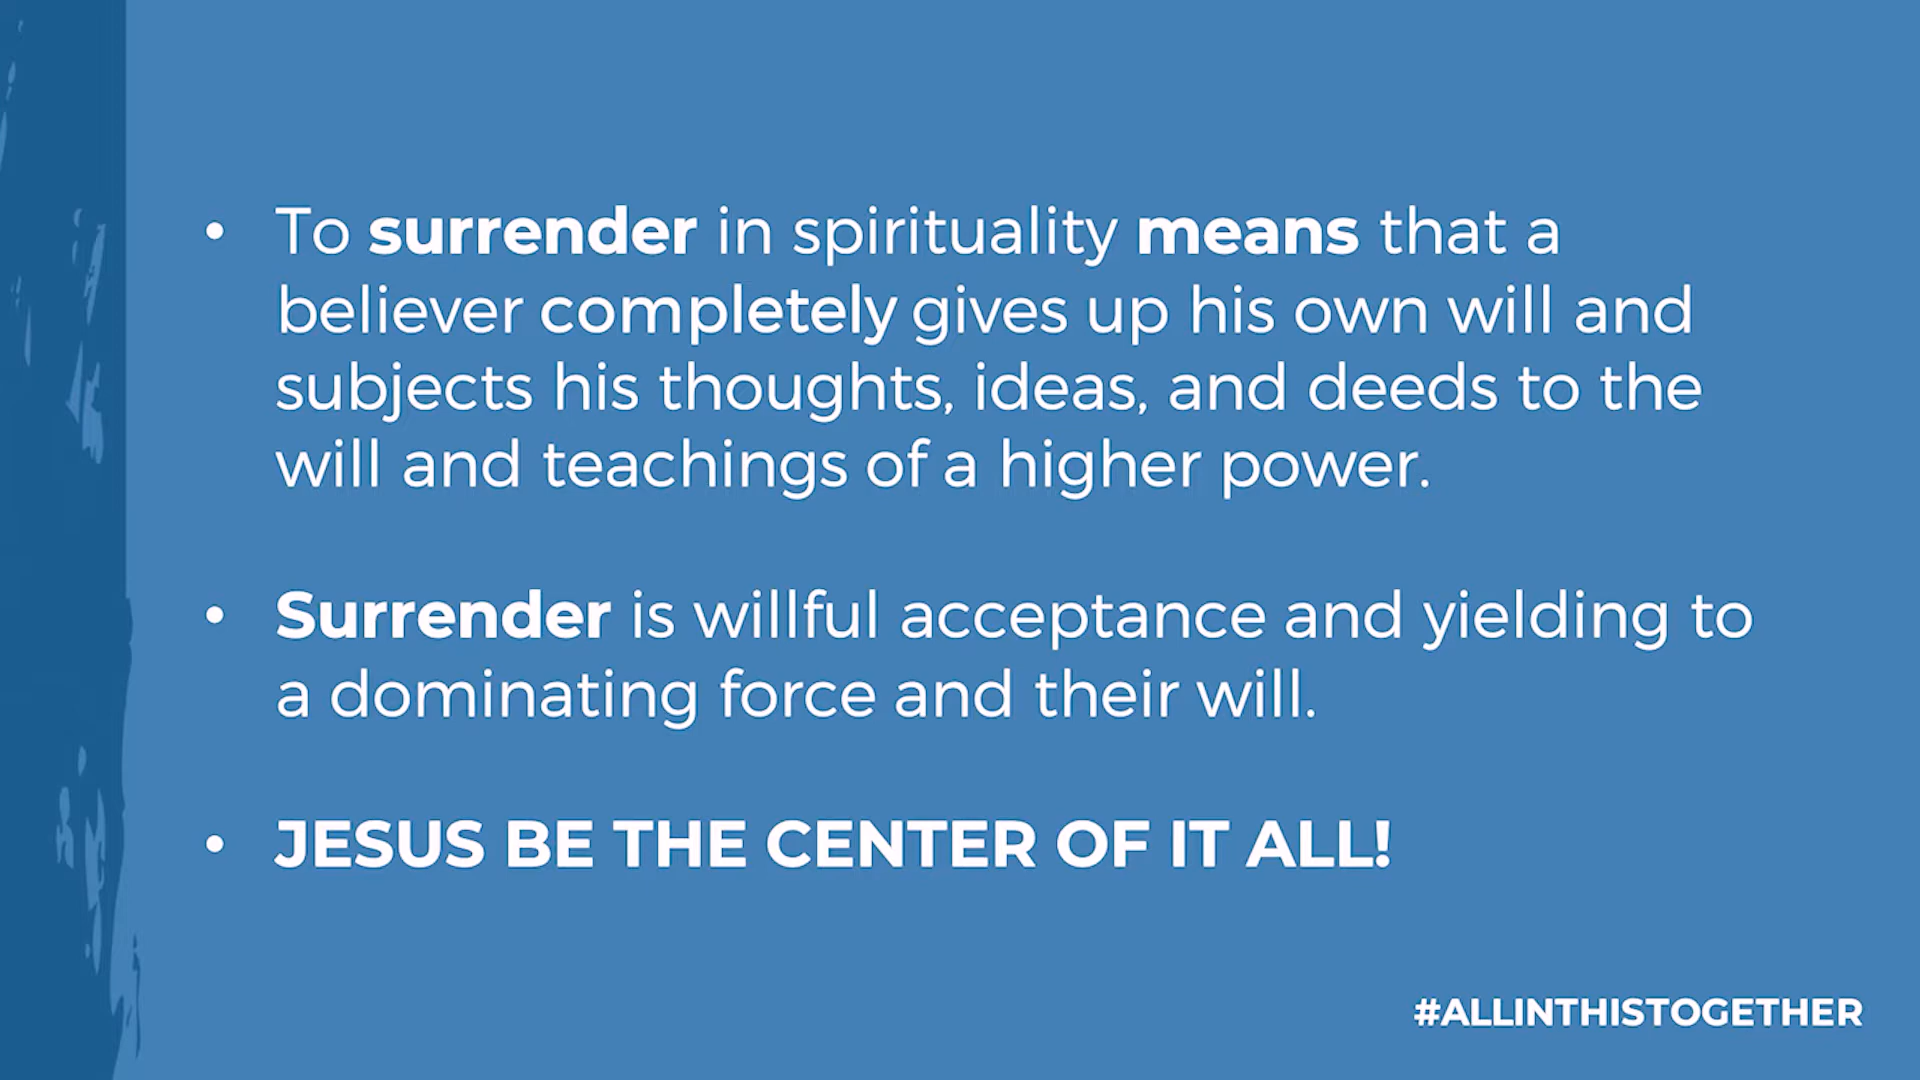 • To surrender in spirituality means that a
believer completely gives up his own will and
subjects his thoughts, ideas, and deeds to the
will and teachings of a higher power.
• Surrender is willful acceptance and yielding to
a dominating force and their will.
• JESUS BE THE CENTER OF IT ALL!
#ALLINTHISTOGETHER